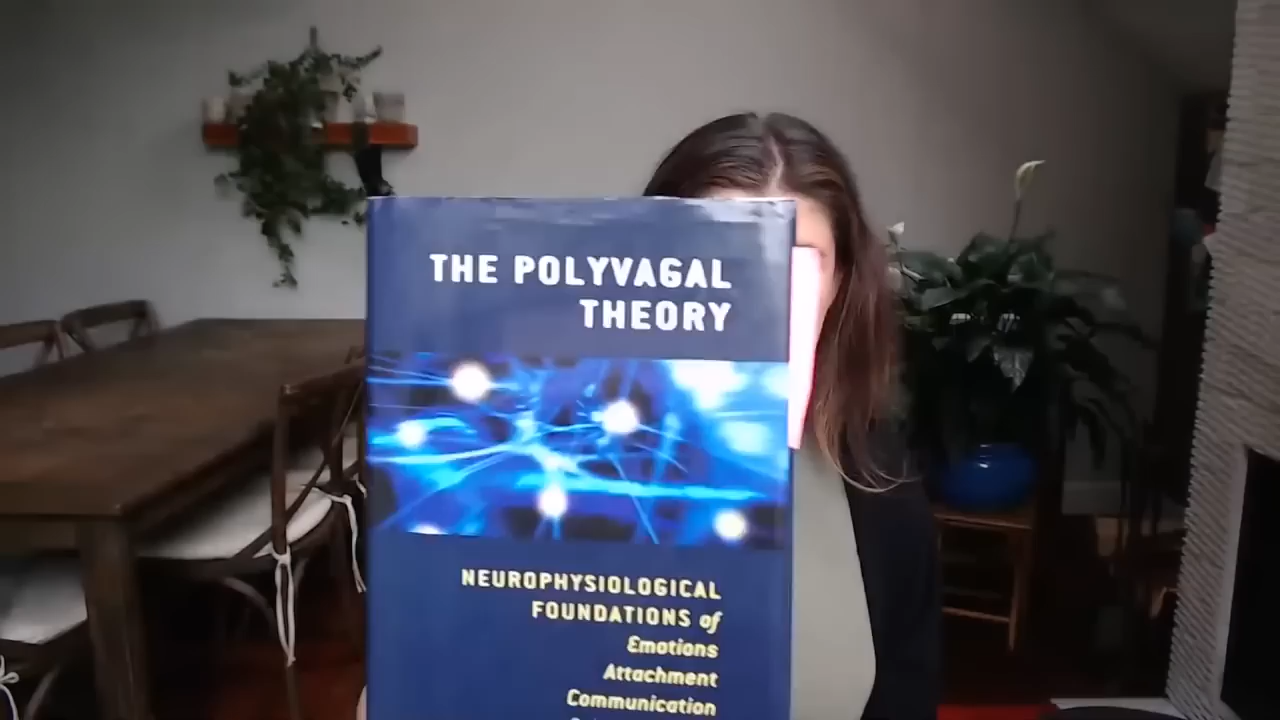 THE POLYVAGAL
THEORY
NEUROPHYSIOLOGICAL
FOUNDATIONS of
Emotions
Attachment
Communication